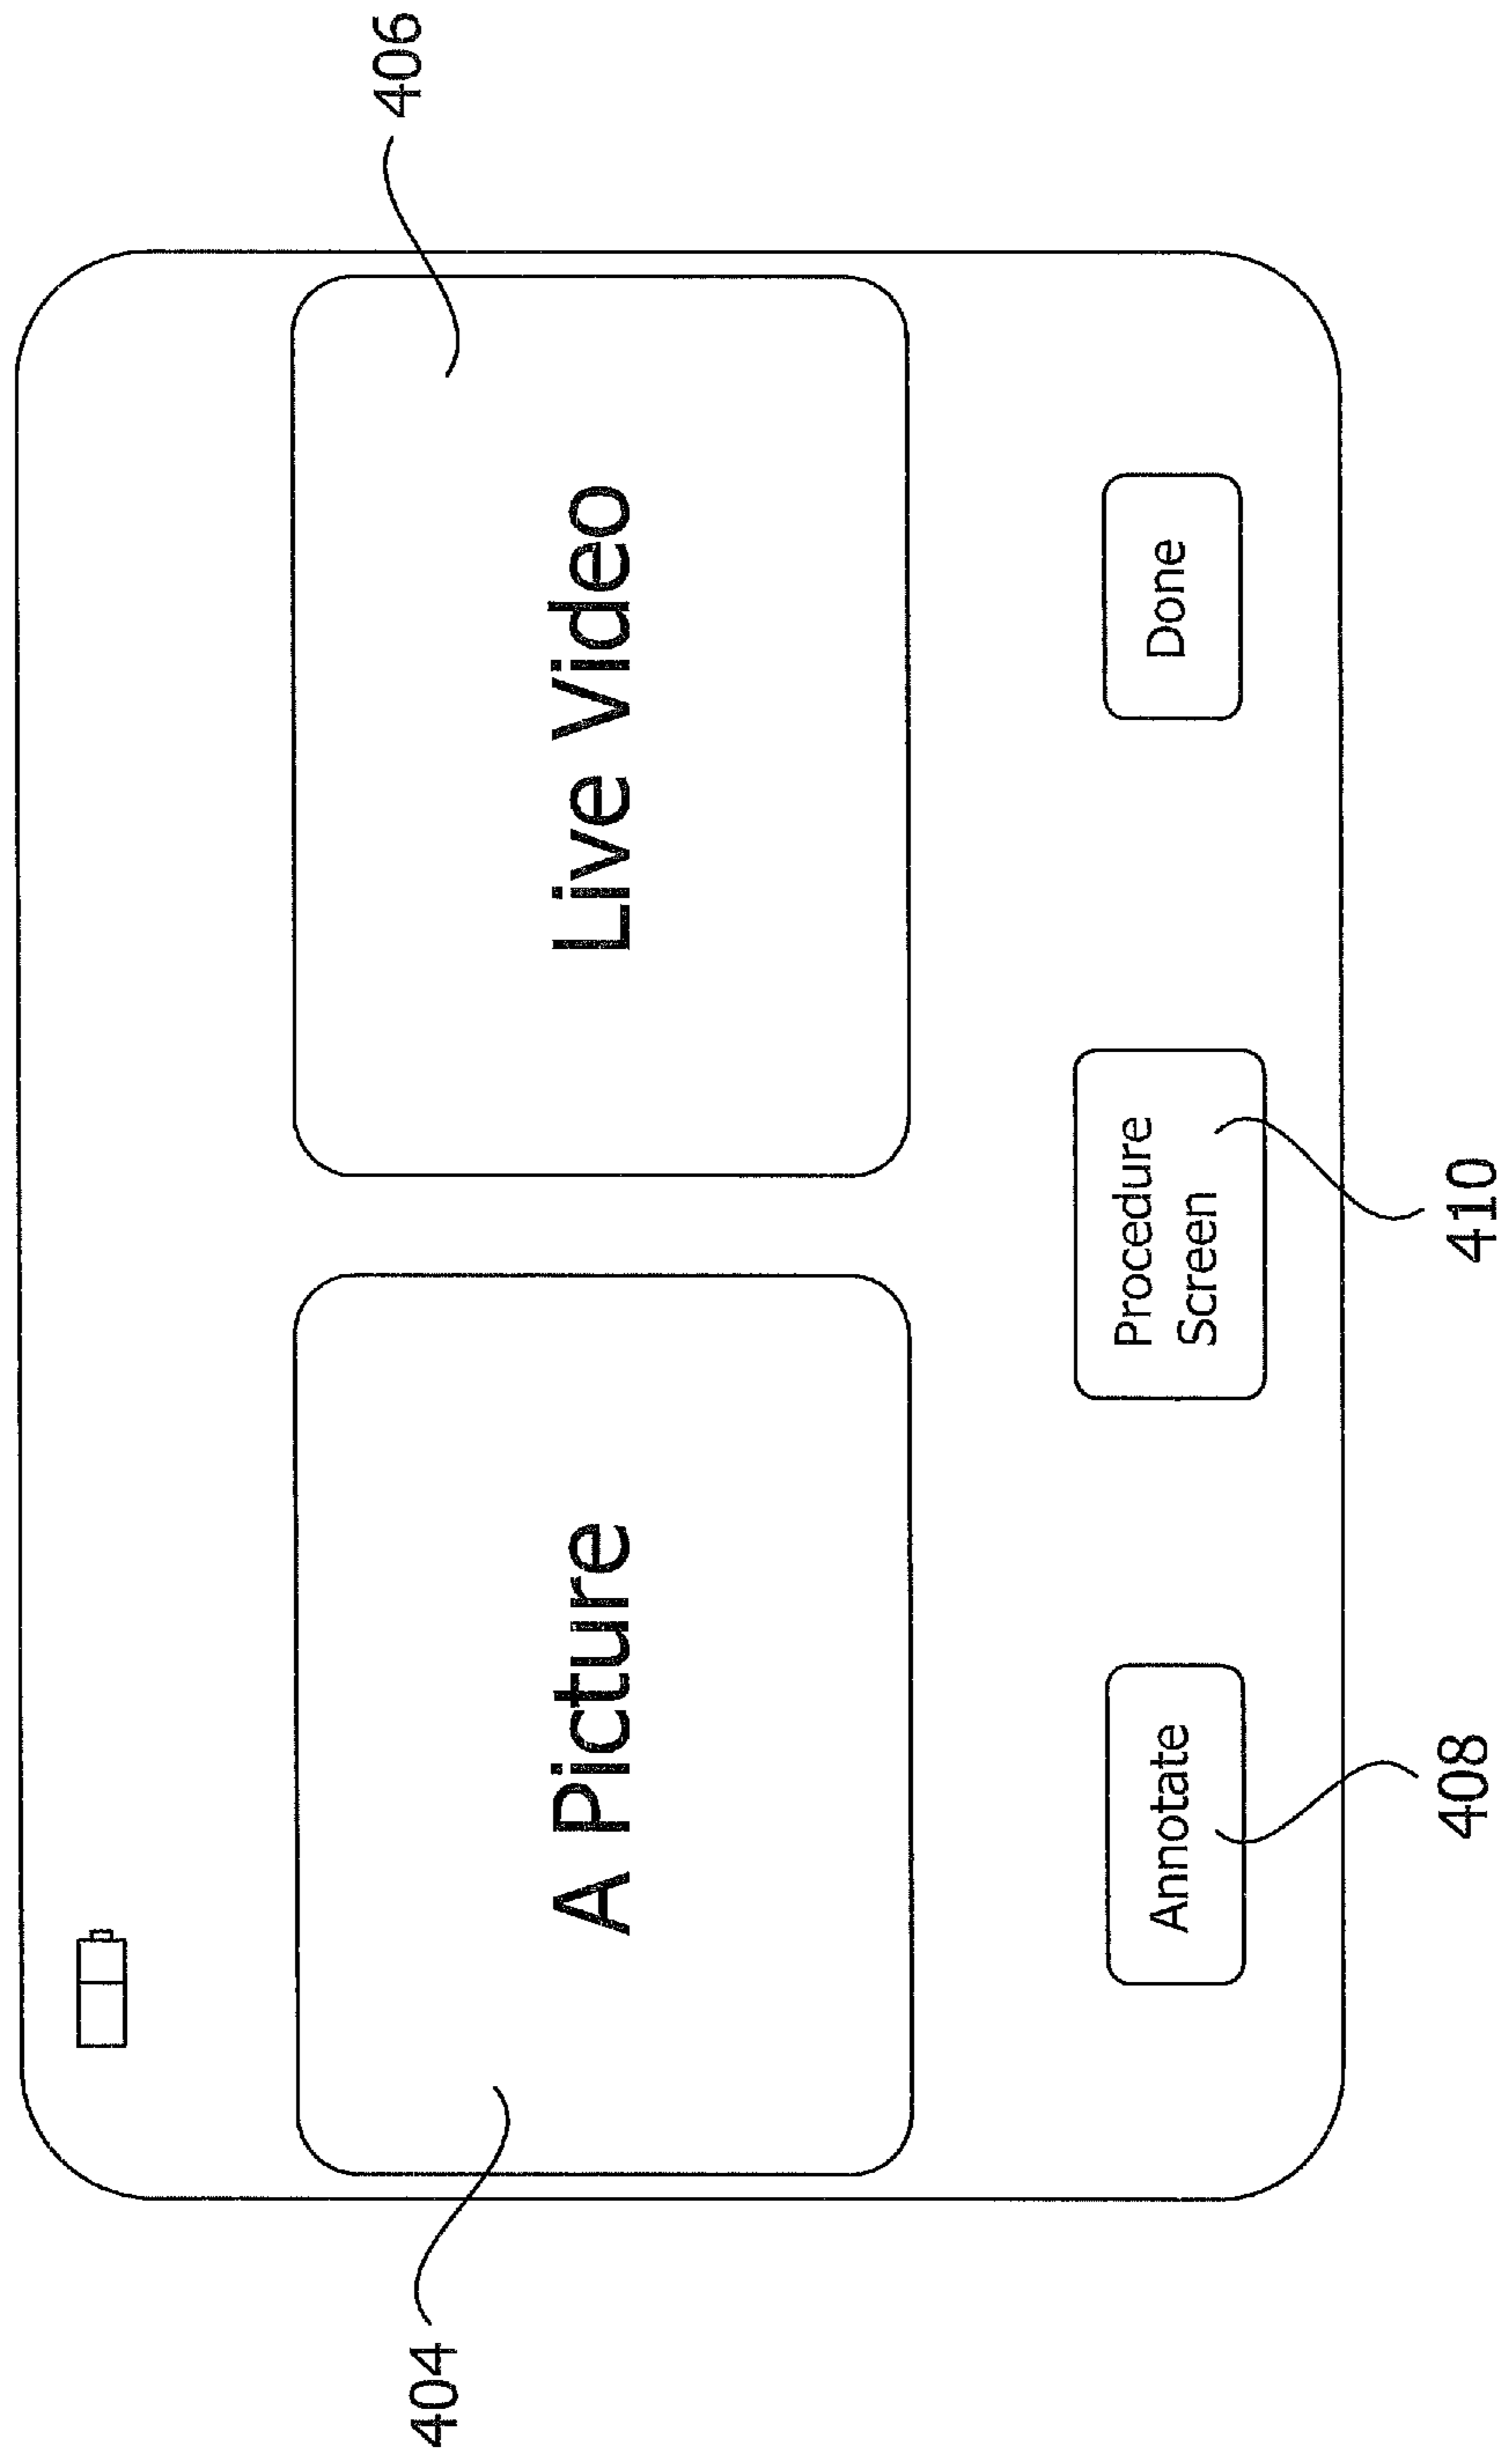 404
406
A Picture
Live Video
Annotate
Procedure
Screen
Done
408
410